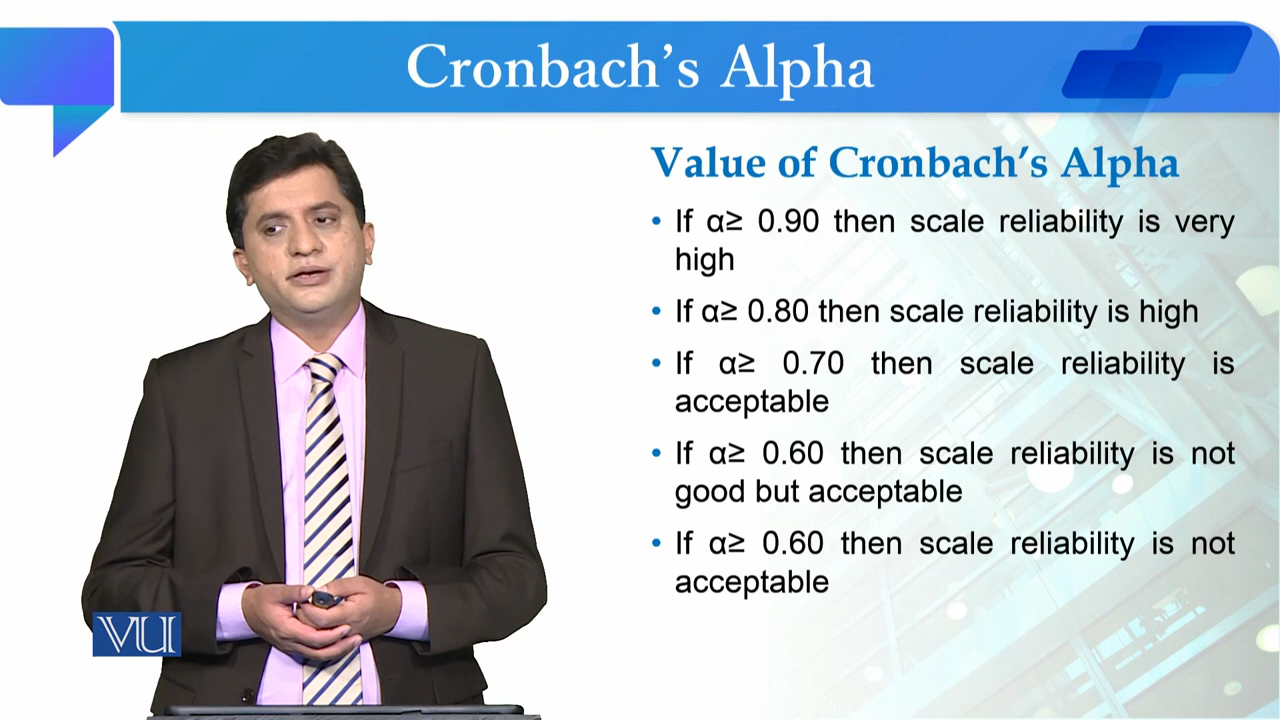 Cronbach's Alpha
Value of Cronbach's Alpha
• If α≥ 0.90 then scale reliability is very
high
• If α≥ 0.80 then scale reliability is high
• If α≥ 0.70 then scale reliability is
acceptable
• If α≥ 0.60 then scale reliability is not
good but acceptable
• If α≥ 0.60 then scale reliability is not
acceptable
VU